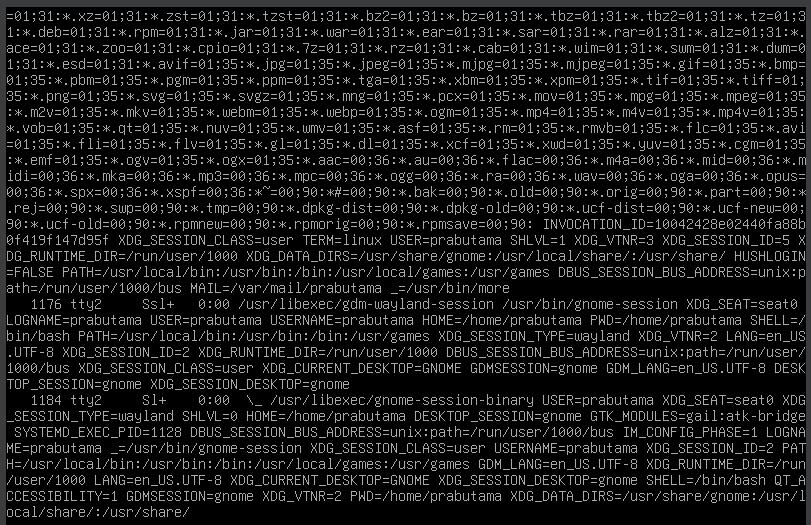 =01;31:*.xz=01;31:*.zst=01;31:*.tzst=01;31:*.bz2=01;31:*.bz=01;31:*.tbz=01;31:*.tbz2=01;31:*.tz=01;3
1:*.deb=01;31:*.rpm=01;31:*.jar=01;31:*.war=01;31:*.ear=01;31:*.sar=01;31:*.rar=01;31:*.alz=01;31:*.
ace=01;31:*.zoo=01;31:*.cpio=01;31:*.7z=01;31:*.rz=01;31:*.cab=01;31:*.wim=01;31:*.swm=01;31:*.dwm=0
1;31:*.esd=01;31:*.avif=01;35:*.jpg=01;35:*.jpeg=01;35:*.mjpg=01;35:*.mjpeg=01;35:*.gif=01;35:*.bmp=
01;35:*.pbm=01;35:*.pgm=01;35:*.ppm=01;35:*.tga=01;35:*.xbm=01;35:*.xpm=01;35:*.tif=01;35:*.tiff=01;
35:*.png=01;35:*.svg=01;35:*.svgz=01;35:*.mng=01;35:*.pcx=01;35:*.mov=01;35:*.mpg=01;35:*.mpeg=01;35
:*.m2v=01;35:*.mkv=01;35:*.webm=01;35:*.webp=01;35:*.ogm=01;35:*.mp4=01;35:*.m4v=01;35:*.mp4v=01;35:
*.vob=01;35:*.qt=01;35:*.nuv=01;35:*.wmv=01;35:*.asf=01;35:*.rm=01;35:*.rmvb=01;35:*.flc=01;35:*.avi
=01;35:*.fli=01;35:*.flv=01;35:*.gl=01;35:*.dl=01;35:*.xcf=01;35:*.xwd=01;35:*.yuv=01;35:*.cgm=01;35
:*.emf=01;35:*.ogv=01;35:*.ogx=01;35:*.aac=00;36:*.au=00;36:*.flac=00;36:*.m4a=00;36:*.mid=00;36:*.m
idi=00;36:*.mka=00;36:*.mp3=00;36:*.mpc=00;36:*.ogg=00;36:*.ra=00;36:*.wav=00;36:*.oga=00;36:*.opus=
00;36:*.spx=00;36:*.xspf=00;36:*~=00;90:*#=00;90:*.bak=00;90:*.old=00;90:*.orig=00;90:*.part=00;90:*
.rej=00;90:*.swp=00;90:*.tmp=00;90:*.dpkg-dist=00;90:*.dpkg-old=00;90:*.ucf-dist=00;90:*.ucf-new=00;
90:*.ucf-old=00;90:*.rpmnew=00;90:*.rpmorig=00;90:*.rpmsave=00;90: INVOCATION_ID=10042428e02440fa88b
0f419f147d95f XDG_SESSION_CLASS=user TERM=linux USER=prabutama SHLVL=1 XDG_VTNR=3 XDG_SESSION_ID=5 X
DG_RUNTIME_DIR=/run/user/1000 XDG_DATA_DIRS=/usr/share/gnome:/usr/local/share/:/usr/share/ HUSHLOGIN
=FALSE PATH=/usr/local/bin:/usr/bin:/bin:/usr/local/games:/usr/games DBUS_SESSION_BUS_ADDRESS=unix:p
ath=/run/user/1000/bus MAIL=/var/mail/prabutama _=/usr/bin/more
1176 tty2 Ssl+ 0:00 /usr/libexec/gdm-wayland-session /usr/bin/gnome-session XDG_SEAT=seat0
LOGNAME=prabutama USER=prabutama USERNAME=prabutama HOME=/home/prabutama PWD=/home/prabutama SHELL=/
bin/bash PATH=/usr/local/bin:/usr/bin:/bin:/usr/games XDG_SESSION_TYPE=wayland XDG_VTNR=2 LANG=en_US
.UTF-8 XDG_SESSION_ID=2 XDG_RUNTIME_DIR=/run/user/1000 DBUS_SESSION_BUS_ADDRESS=unix:path=/run/user/
1000/bus XDG_SESSION_CLASS=user XDG_CURRENT_DESKTOP=GNOME GDMSESSION=gnome GDM_LANG=en_US.UTF-8 DESK
TOP_SESSION=gnome XDG_SESSION_DESKTOP=gnome
1184 tty2 Sl+ 0:00 \_ /usr/libexec/gnome-session-binary USER=prabutama XDG_SEAT=seat0 XDG
_SESSION_TYPE=wayland SHLVL=0 HOME=/home/prabutama DESKTOP_SESSION=gnome GTK_MODULES=gail:atk-bridge
SYSTEMD_EXEC_PID=1128 DBUS_SESSION_BUS_ADDRESS=unix:path=/run/user/1000/bus IM_CONFIG_PHASE=1 LOGNA
ME=prabutama _=/usr/bin/gnome-session XDG_SESSION_CLASS=user USERNAME=prabutama XDG_SESSION_ID=2 PAT
H=/usr/local/bin:/usr/bin:/bin:/usr/local/games:/usr/games GDM_LANG=en_US.UTF-8 XDG_RUNTIME_DIR=/run
/user/1000 LANG=en_US.UTF-8 XDG_CURRENT_DESKTOP=GNOME XDG_SESSION_DESKTOP=gnome SHELL=/bin/bash QT_A
CCESSIBILITY=1 GDMSESSION=gnome XDG_VTNR=2 PWD=/home/prabutama XDG_DATA_DIRS=/usr/share/gnome:/usr/l
ocal/share/:/usr/share/